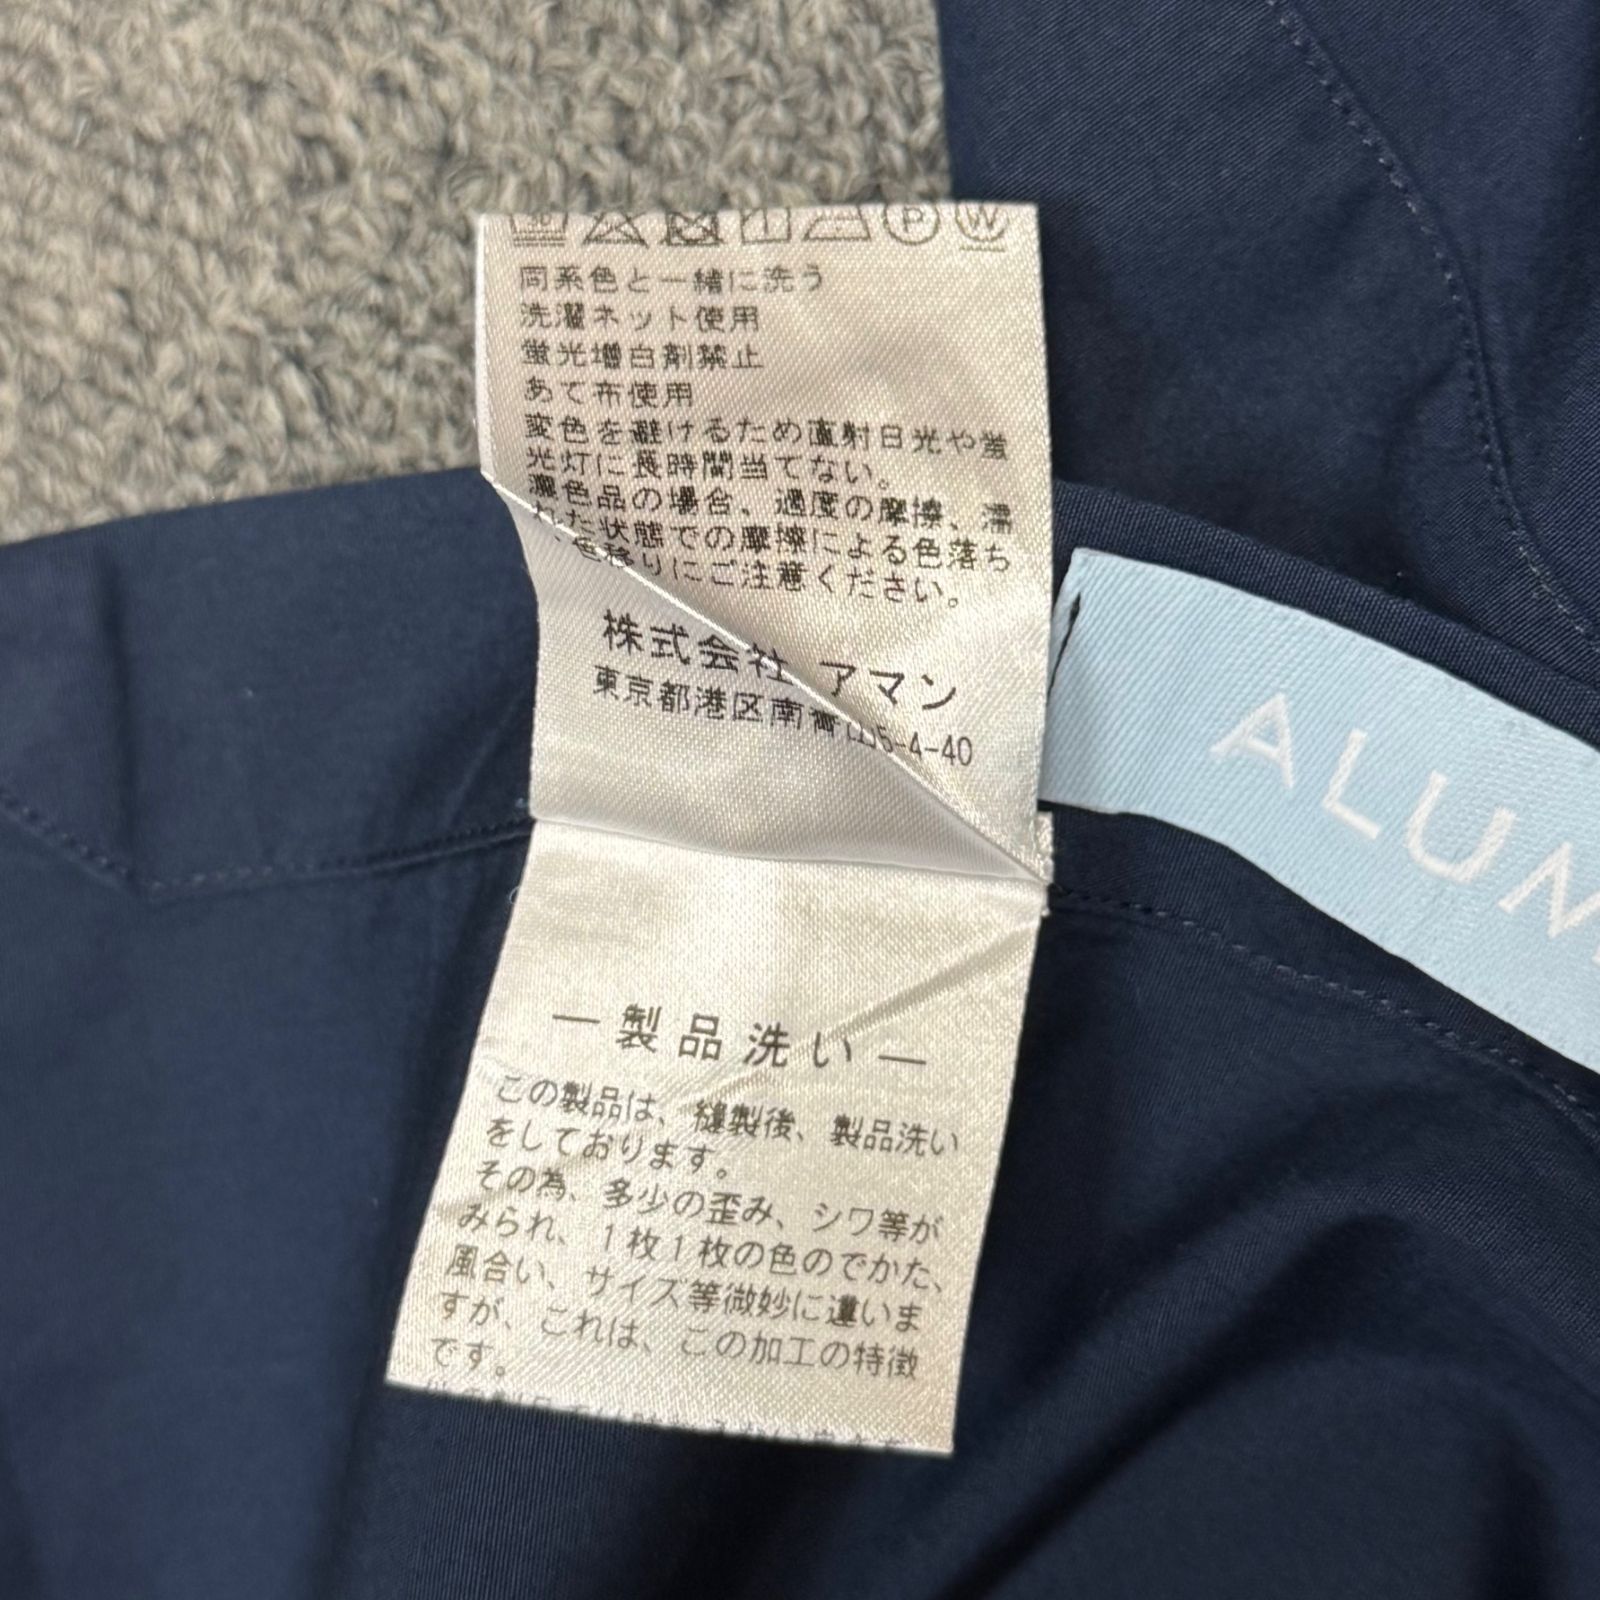 同系色と一緒に洗う
洗濯ネット使用
蛍光増白剤禁止
あて布使用
変色を避けるため直射日光や蛍
光灯に長時間当てない。
濃色品の場合、過度の摩擦、濡
れた状態での摩擦による色落ち
色移りにご注意ください。
株式会社 アマン
東京都港区南青山5-4-40
ー製品洗いー
この製品は、縫製後、製品洗い
をしております。
その為、多少の歪み、シワ等が
みられ、1枚1枚の色のでかた、
風合い、サイズ等微妙に違いま
すが、これは、この加工の特徴
です。
ALUM